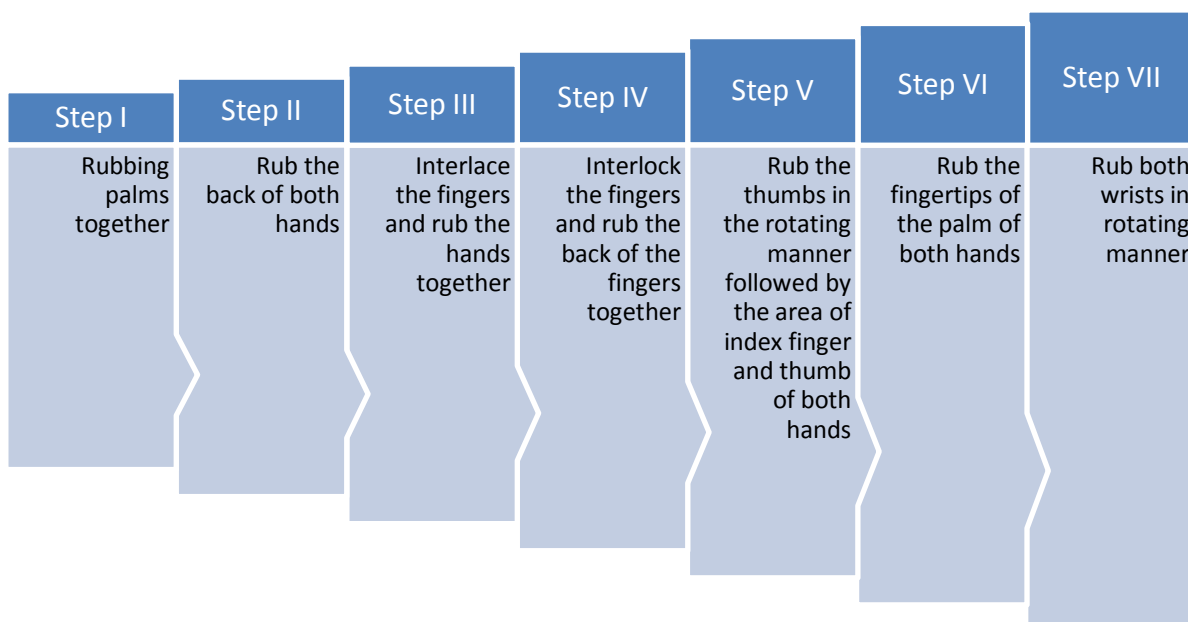 Step I
Rubbing
palms
together
Step II
Rub the
back of both
hands
Step III
Interlace
the fingers
and rub the
hands
together
Step IV
Interlock
the fingers
and rub the
back of the
fingers
together
Step V
Rub the
thumbs in
the rotating
manner
followed by
the area of
index finger
and thumb
of both
hands
Step VI
Rub the
fingertips of
the palm of
both hands
Step VII
Rub both
wrists in
rotating
manner